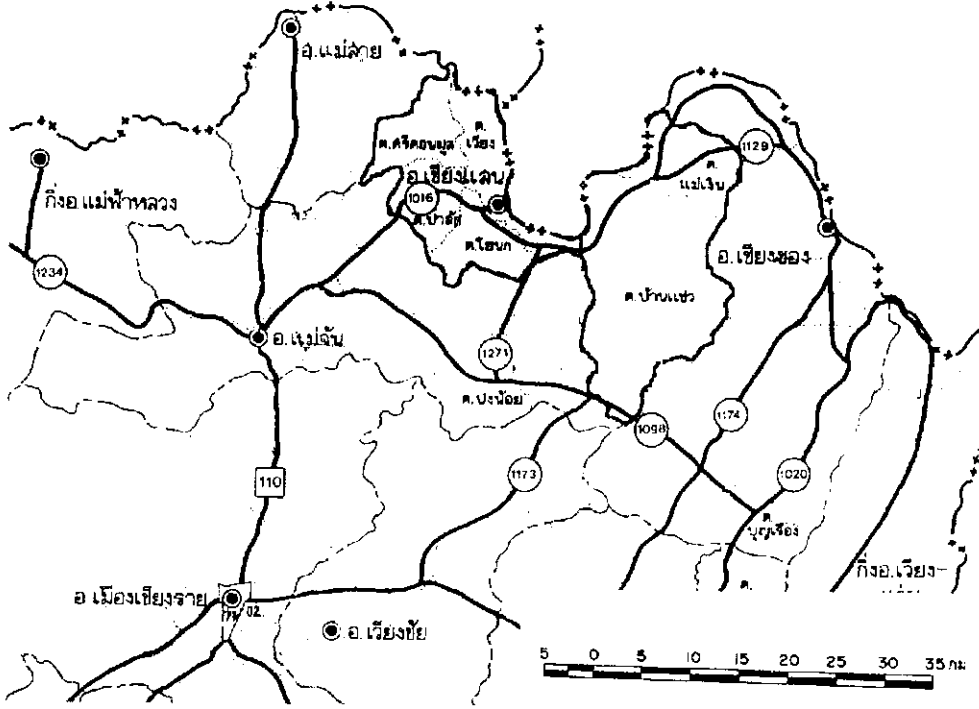 อ.แม่สาย
ต.ศรีดอนมูล
ต.
เวียง
อ.เชียงแสน
1129
ต.
แม่เงิน
กิ่งอ.แม่ฟ้าหลวง
1016
ต.ป่าสัก
ต.โยนก
อ.เชียงของ
1234
ต.บ้านแซว
อ.แม่จัน
1271
ต.ปงน้อย
1174
1098
110
1173
1020
ต.
บุญเรือง
อ.เมืองเชียงราย
กิ่งอ.เวียง-
ต.
อ.เวียงชัย
5 0 5 10 15 20 25 30 35 กม